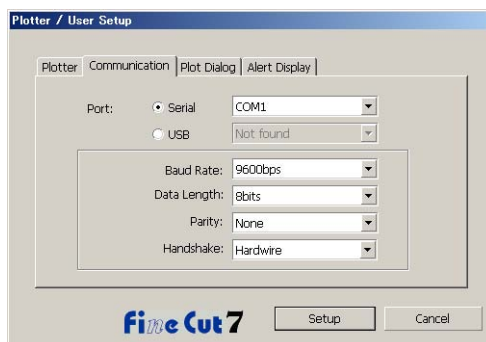 Plotter / User Setup
Plotter Communication Plot Dialog Alert Display
Port: Serial COM1
USB Not found
Baud Rate: 9600bps
Data Length: 8bits
Parity: None
Handshake: Hardwire
Fine Cut 7 Setup Cancel